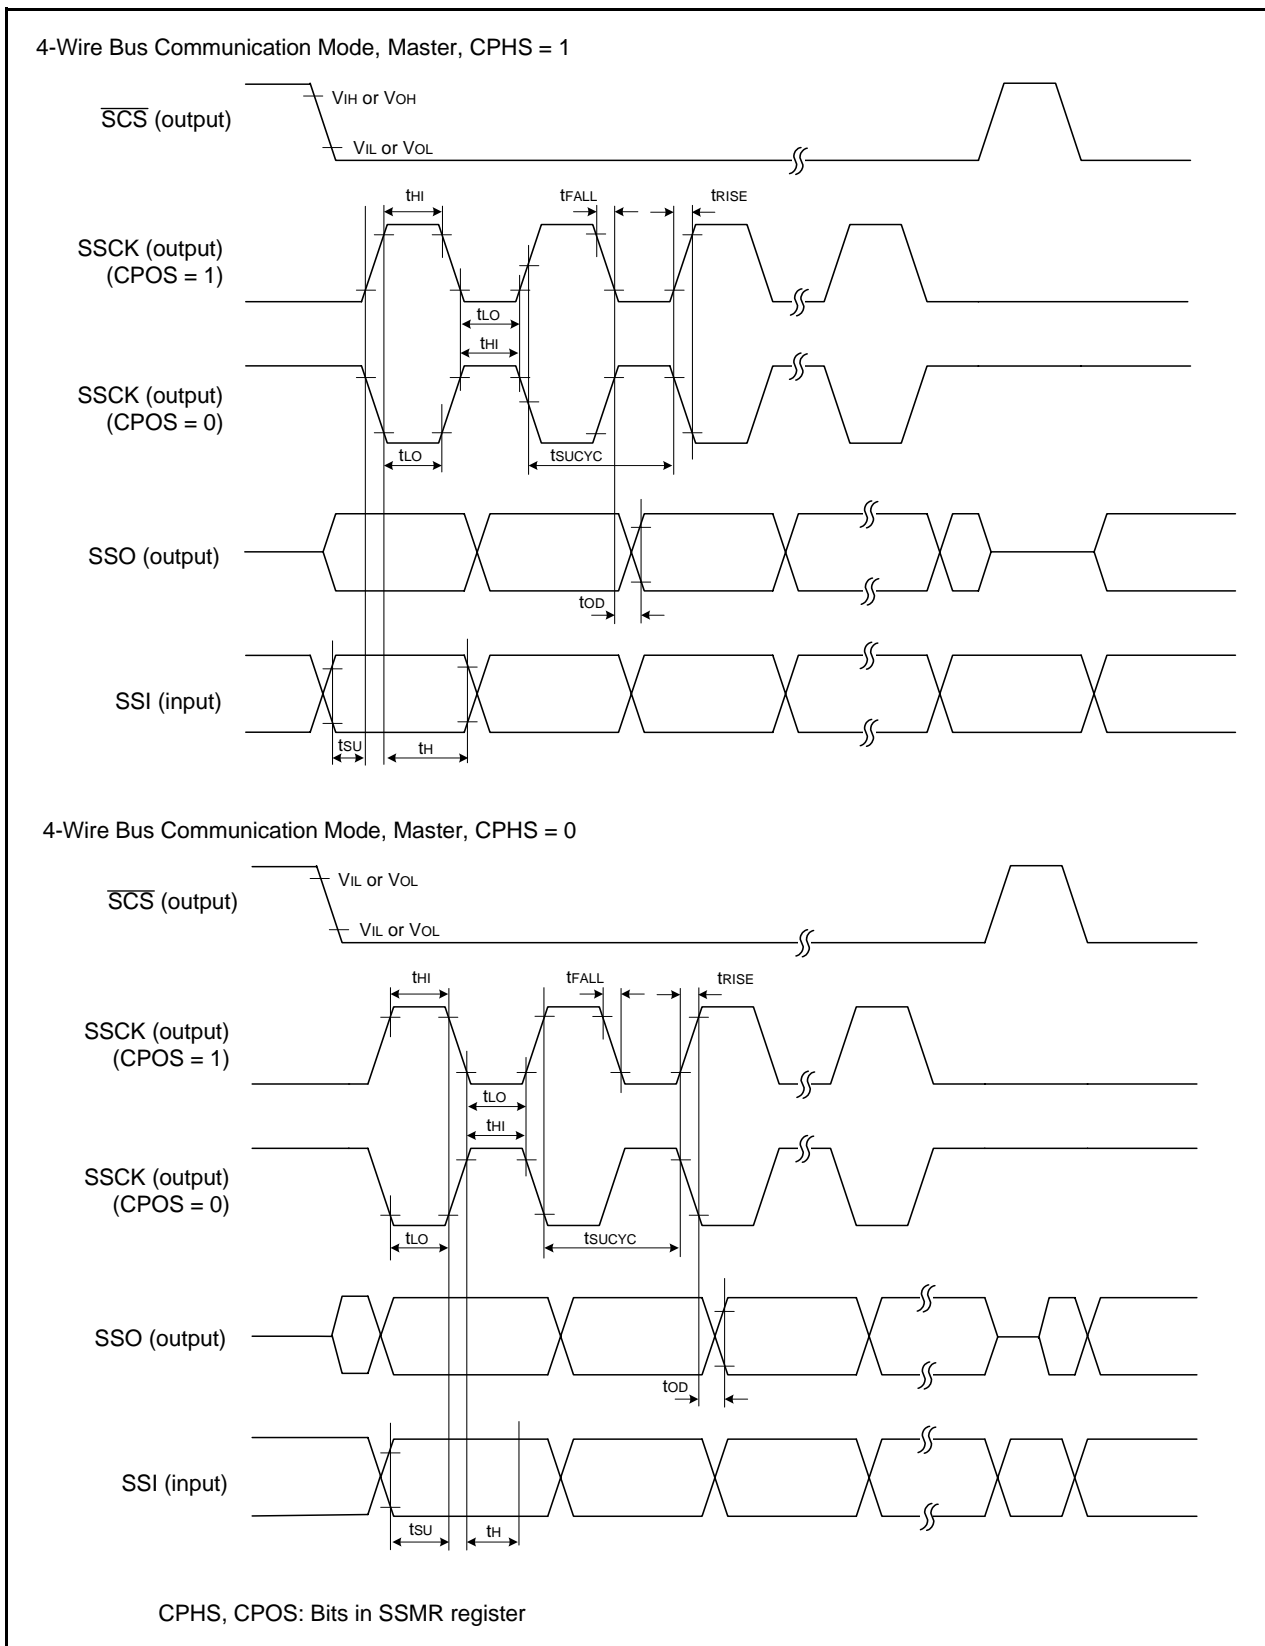 4-Wire Bus Communication Mode, Master, CPHS = 1
VIH or VOH
SCS (output)
VIL or VOL
tHI
tFALL
tRISE
SSCK (output)
(CPOS = 1)
tLO
tHI
SSCK (output)
(CPOS = 0)
tLO
tSUCYC
SSO (output)
tOD
SSI (input)
tSU
tH
4-Wire Bus Communication Mode, Master, CPHS = 0
VIL or VOL
SCS (output)
VIL or VOL
tHI
tFALL
tRISE
SSCK (output)
(CPOS = 1)
tLO
tHI
SSCK (output)
(CPOS = 0)
tLO
tSUCYC
SSO (output)
tOD
SSI (input)
tSU
tH
CPHS, CPOS: Bits in SSMR register